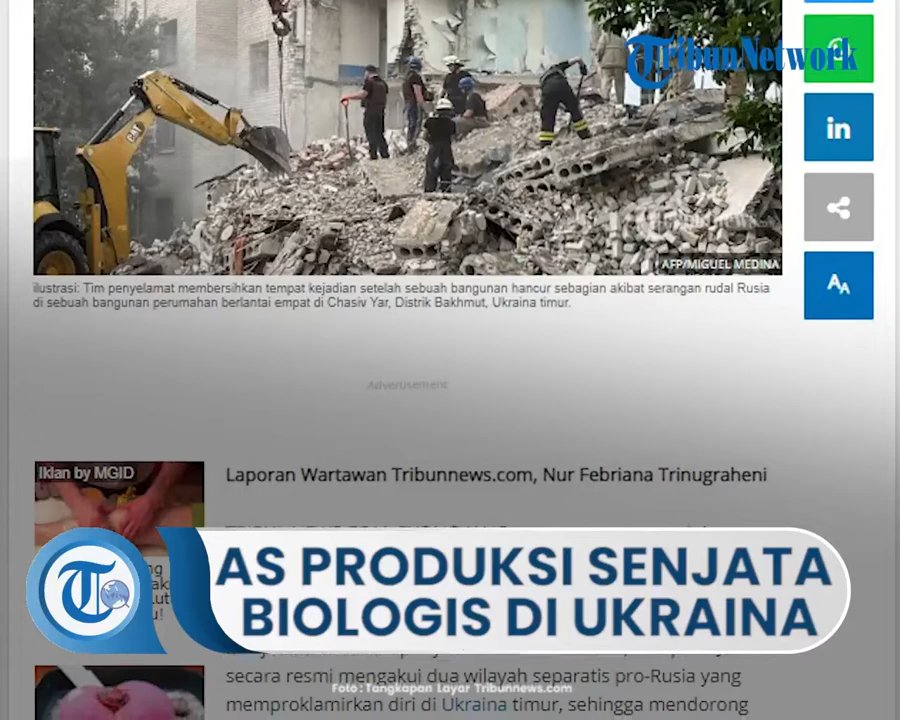 TribunNetwork
CAT
AFP/MIGUEL MEDINA
ilustrasi: Tim penyelamat membersihkan tempat kejadian setelah sebuah bangunan hancur sebagian akibat serangan rudal Rusia
di sebuah bangunan perumahan berlantai empat di Chasiv Yar, Distrik Bakhmut, Ukraina timur.
in
AA
Advertisement
Iklan by MGID
Laporan Wartawan Tribunnews.com, Nur Febriana Trinugraheni
T
AS PRODUKSI SENJATA
BIOLOGIS DI UKRAINA
secara resmi mengakui dua wilayah separatis pro-Rusia yang
Foto : Tangkapan Layar Tribunnews.com
memproklamirkan diri di Ukraina timur, sehingga mendorong